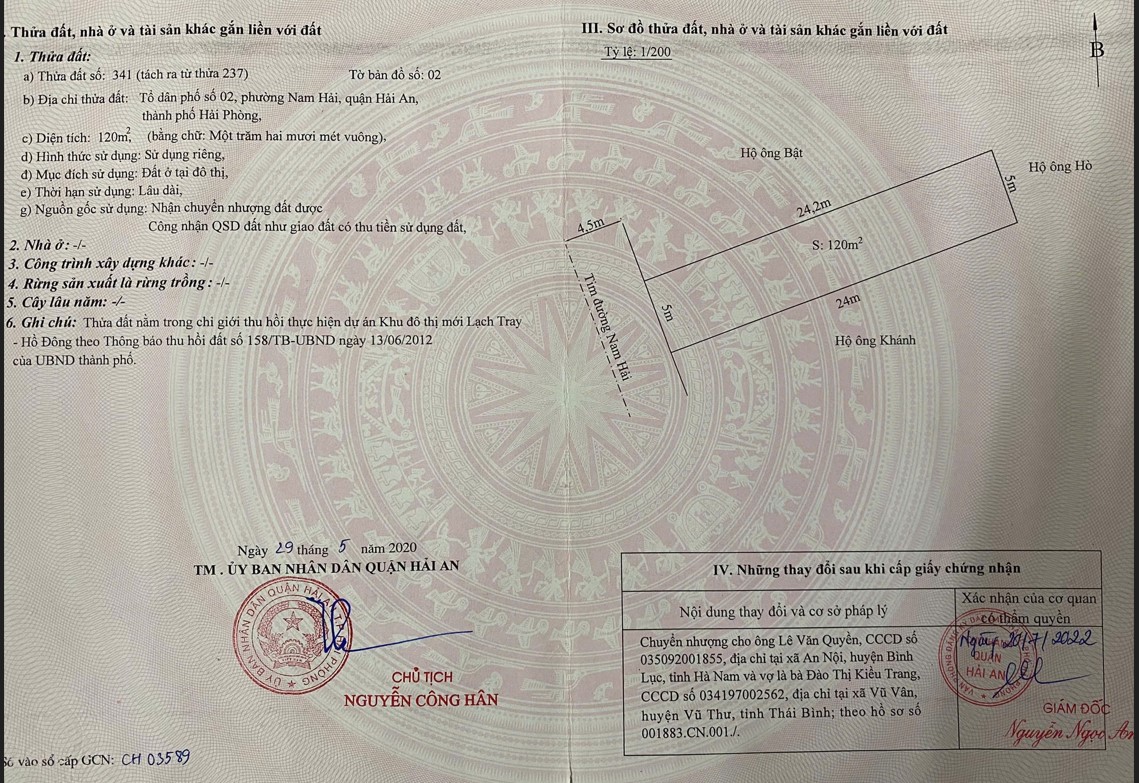 . Thửa đất, nhà ở và tài sản khác gắn liền với đất
1. Thửa đất:
a) Thửa đất số: 341 (tách ra từ thửa 237) Tờ bản đồ số: 02
b) Địa chỉ thửa đất: Tổ dân phố số 02, phường Nam Hải, quận Hải An,
thành phố Hải Phòng,
c) Diện tích: 120m², (bằng chữ: Một trăm hai mươi mét vuông),
d) Hình thức sử dụng: Sử dụng riêng,
đ) Mục đích sử dụng: Đất ở tại đô thị,
e) Thời hạn sử dụng: Lâu dài,
g) Nguồn gốc sử dụng: Nhận chuyển nhượng đất được
Công nhận QSD đất như giao đất có thu tiền sử dụng đất,
2. Nhà ở: -/-
3. Công trình xây dựng khác: -/-
4. Rừng sản xuất là rừng trồng: -/-
5. Cây lâu năm: -/-
6. Ghi chú: Thửa đất nằm trong chỉ giới thu hồi thực hiện dự án Khu đô thị mới Lạch Tray
- Hồ Đông theo Thông báo thu hồi đất số 158/TB-UBND ngày 13/06/2012
của UBND thành phố.
Ngày 29 tháng 5 năm 2020
TM . ỦY BAN NHÂN DÂN QUẬN HẢI AN
CHỦ TỊCH
NGUYỄN CÔNG HÂN
Số vào sổ cấp GCN: CH 03589
III. Sơ đồ thửa đất, nhà ở và tài sản khác gắn liền với đất
Tỷ lệ: 1/200
B
Hộ ông Bật
Hộ ông Hò
5m
24,2m
4,5m
S: 120m²
Tim đường Nam Hải
5m
24m
Hộ ông Khánh
IV. Những thay đổi sau khi cấp giấy chứng nhận
Nội dung thay đổi và cơ sở pháp lý
Xác nhận của cơ quan
có thẩm quyền
Chuyển nhượng cho ông Lê Văn Quyền, CCCD số
035092001855, địa chỉ tại xã An Nội, huyện Bình
Lục, tỉnh Hà Nam và vợ là bà Đào Thị Kiều Trang,
CCCD số 034197002562, địa chỉ tại xã Vũ Vân,
huyện Vũ Thư, tỉnh Thái Bình; theo hồ sơ số
001883.CN.001./.
Ngày 20/7/2022
QUẬN
HẢI AN
GIÁM ĐỐC
Nguyễn Ngọc An